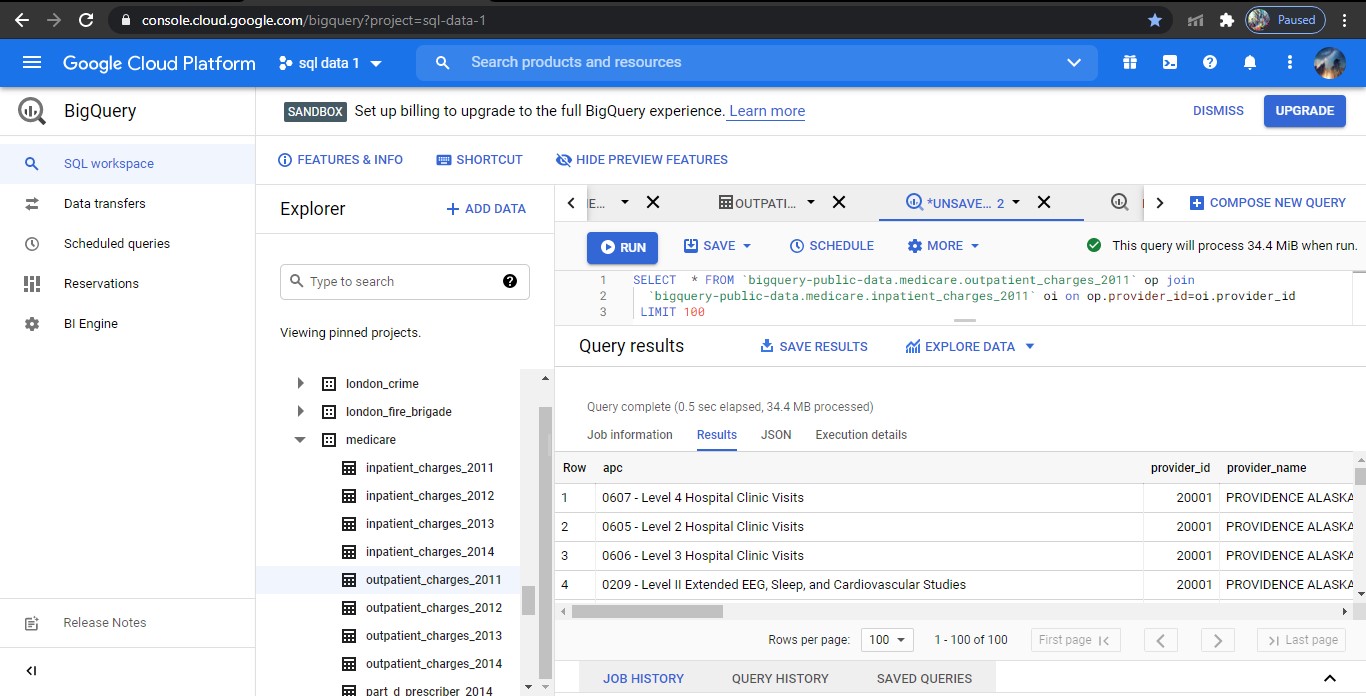 console.cloud.google.com/bigquery?project=sql-data-1
Paused
Google Cloud Platform
sql data 1
Search products and resources
BigQuery
SANDBOX Set up billing to upgrade to the full BigQuery experience. Learn more
DISMISS
UPGRADE
SQL workspace
Data transfers
Scheduled queries
Reservations
BI Engine
Release Notes
FEATURES & INFO
SHORTCUT
HIDE PREVIEW FEATURES
Explorer
ADD DATA
Type to search
Viewing pinned projects.
london_crime
london_fire_brigade
medicare
inpatient_charges_2011
inpatient_charges_2012
inpatient_charges_2013
inpatient_charges_2014
outpatient_charges_2011
outpatient_charges_2012
outpatient_charges_2013
outpatient_charges_2014
part_d_prescriber_2014
E...
OUTPATI...
*UNSAVE... 2
COMPOSE NEW QUERY
RUN
SAVE
SCHEDULE
MORE
This query will process 34.4 MiB when run.
1 SELECT * FROM `bigquery-public-data.medicare.outpatient_charges_2011` op join
2 `bigquery-public-data.medicare.inpatient_charges_2011` oi on op.provider_id=oi.provider_id
3 LIMIT 100
Query results
SAVE RESULTS
EXPLORE DATA
Query complete (0.5 sec elapsed, 34.4 MB processed)
Job information Results JSON Execution details
Row apc provider_id provider_name
1 0607 - Level 4 Hospital Clinic Visits 20001 PROVIDENCE ALASKA
2 0605 - Level 2 Hospital Clinic Visits 20001 PROVIDENCE ALASKA
3 0606 - Level 3 Hospital Clinic Visits 20001 PROVIDENCE ALASKA
4 0209 - Level II Extended EEG, Sleep, and Cardiovascular Studies 20001 PROVIDENCE ALASKA
Rows per page: 100 1 - 100 of 100 First page Last page
JOB HISTORY QUERY HISTORY SAVED QUERIES